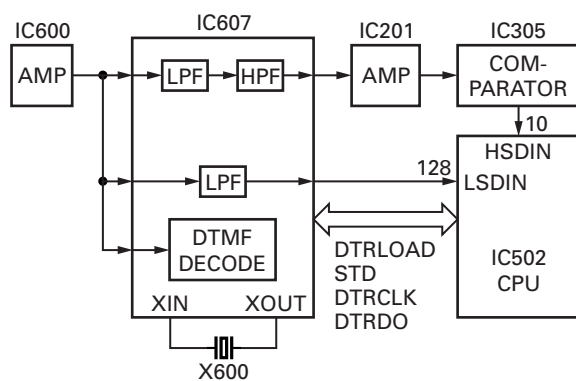 IC600
IC607
IC201
IC305
AMP
LPF
HPF
AMP
COM-
PARATOR
10
HSDIN
LPF
128
LSDIN
DTMF
DECODE
DTRLOAD
STD
DTRCLK
DTRDO
IC502
CPU
XIN
XOUT
X600